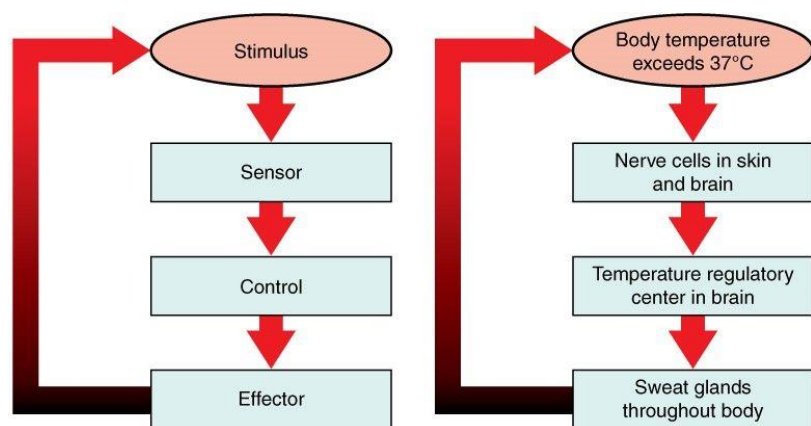 Stimulus
Sensor
Control
Effector
Body temperature
exceeds 37°C
Nerve cells in skin
and brain
Temperature regulatory
center in brain
Sweat glands
throughout body